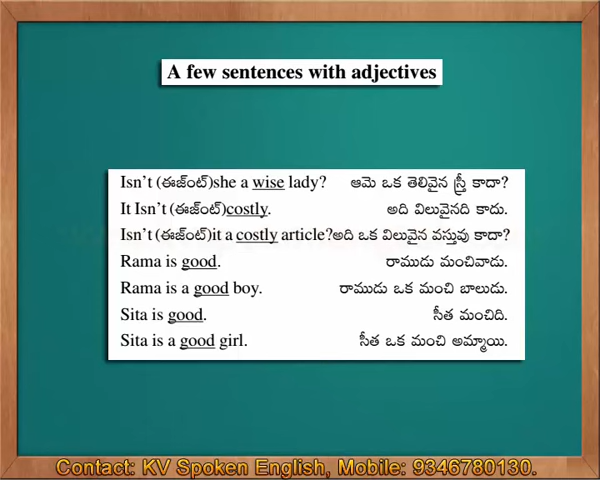 A few sentences with adjectives
Isn't (ఈజ్‌ంట్)she a wise lady? ఆమె ఒక తెలివైన స్త్రీ కాదా?
It Isn't (ఈజ్‌ంట్)costly. అది విలువైనది కాదు.
Isn't (ఈజ్‌ంట్)it a costly article?అది ఒక విలువైన వస్తువు కాదా?
Rama is good. రాముడు మంచివాడు.
Rama is a good boy. రాముడు ఒక మంచి బాలుడు.
Sita is good. సీత మంచిది.
Sita is a good girl. సీత ఒక మంచి అమ్మాయి.
Contact: KV Spoken English, Mobile: 9346780130.